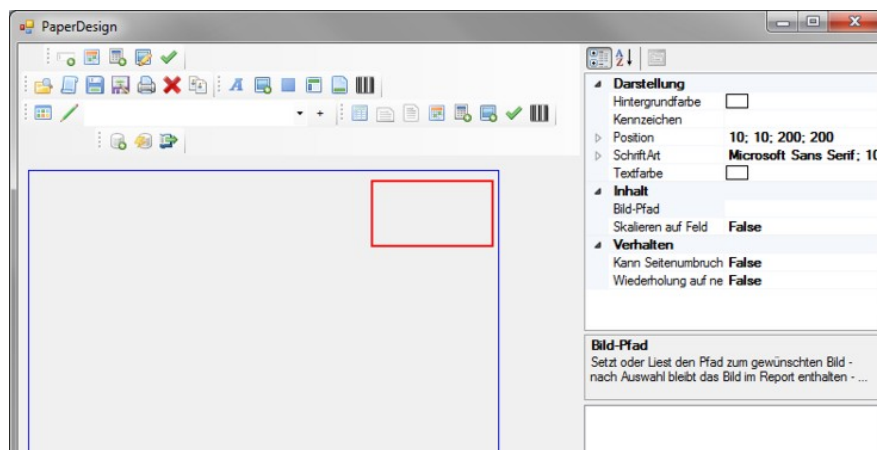 PaperDesign
Darstellung
Hintergrundfarbe
Kennzeichen
Position 10; 10; 200; 200
SchriftArt Microsoft Sans Serif; 10
Textfarbe
Inhalt
Bild-Pfad
Skalieren auf Feld False
Verhalten
Kann Seitenumbruch False
Wiederholung auf ne False
Bild-Pfad
Setzt oder Liest den Pfad zum gewünschten Bild -
nach Auswahl bleibt das Bild im Report enthalten - ...